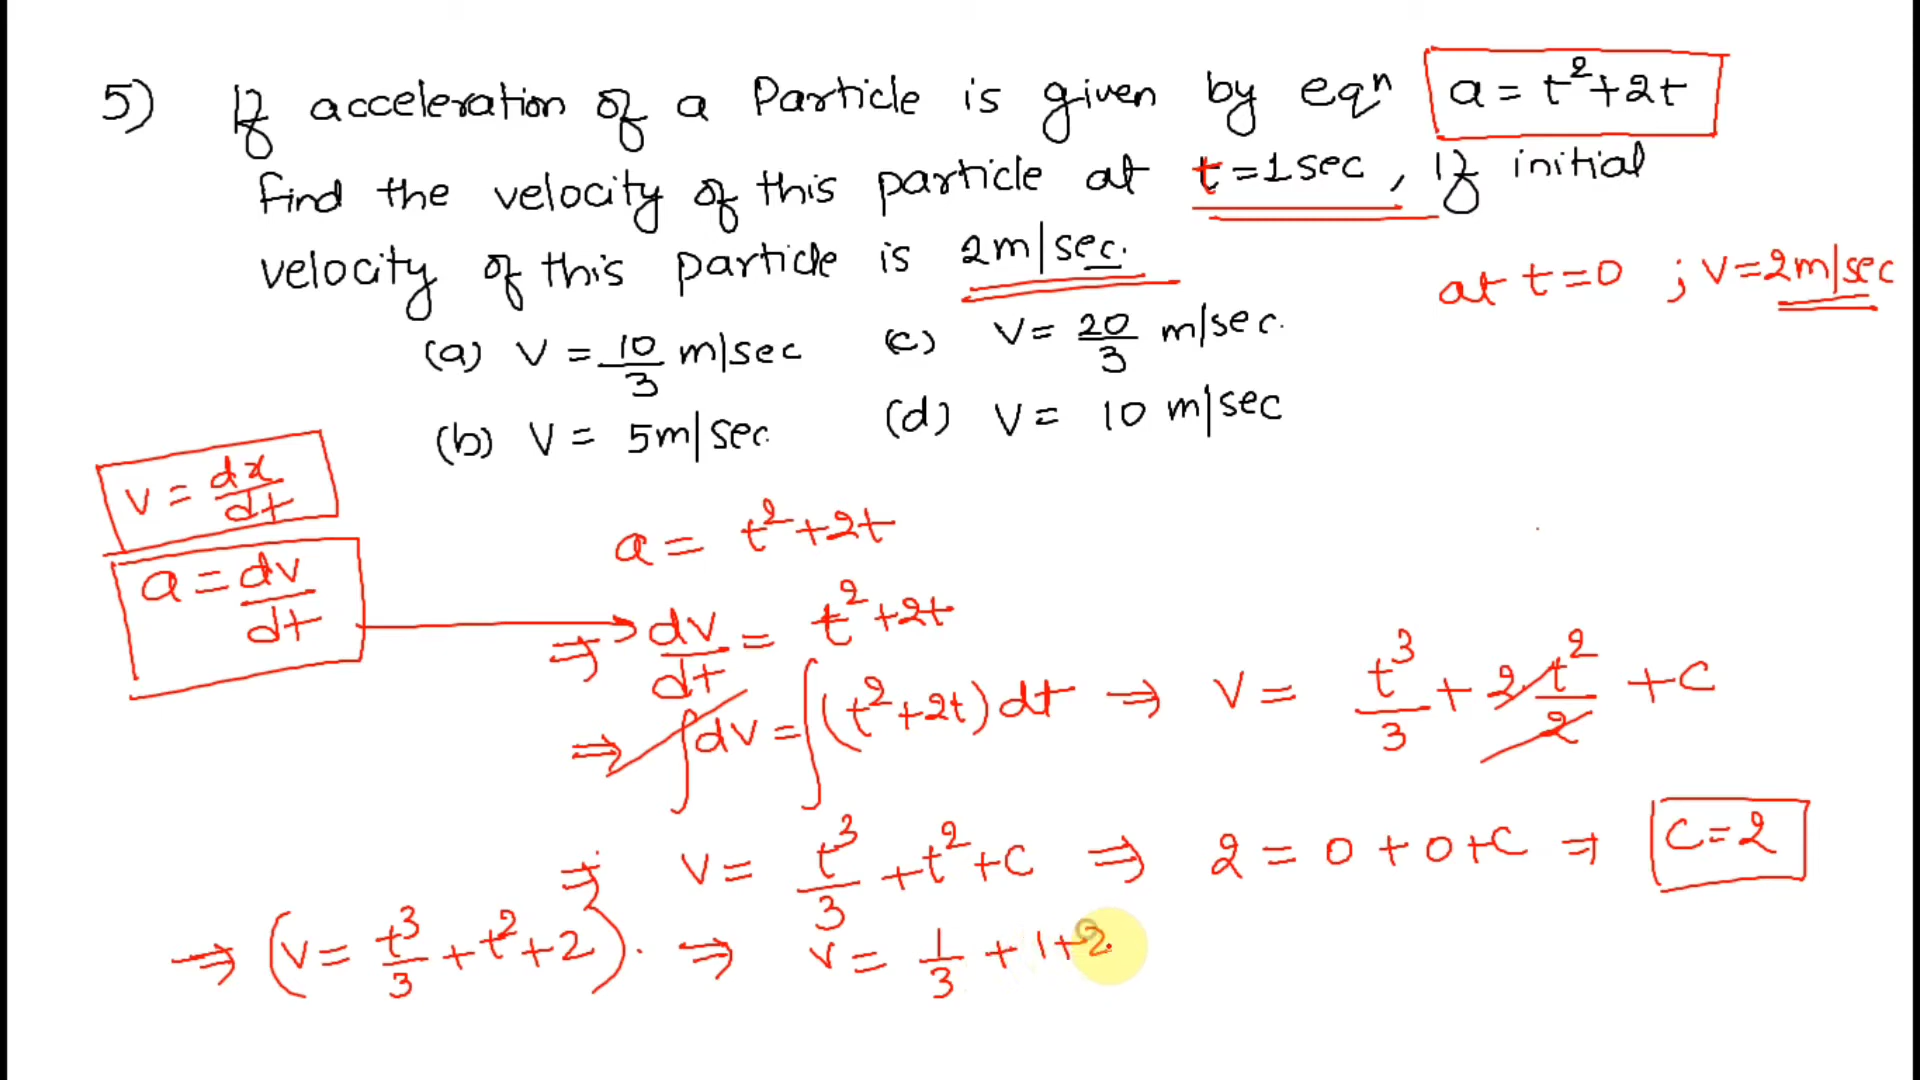 5) If acceleration of a Particle is given by eqn a = t²+2t
find the velocity of this particle at t=1sec, If initial
velocity of this particle is 2m/sec.
at t=0 ; v=2m/sec
(a) v = 10/3 m/sec (c) v = 20/3 m/sec.
(b) v = 5m/sec. (d) v = 10 m/sec
v = dx/dt
a = dv/dt
a = t²+2t
⇒ dv/dt = t²+2t
⇒ ∫dv = ∫(t²+2t)dt ⇒ v = t³/3 + 2 t²/2 + c
⇒ v = t³/3 + t² + c ⇒ 2 = 0 + 0 + c ⇒ c=2
⇒ (v = t³/3 + t² + 2). ⇒ v = 1/3 + 1+2